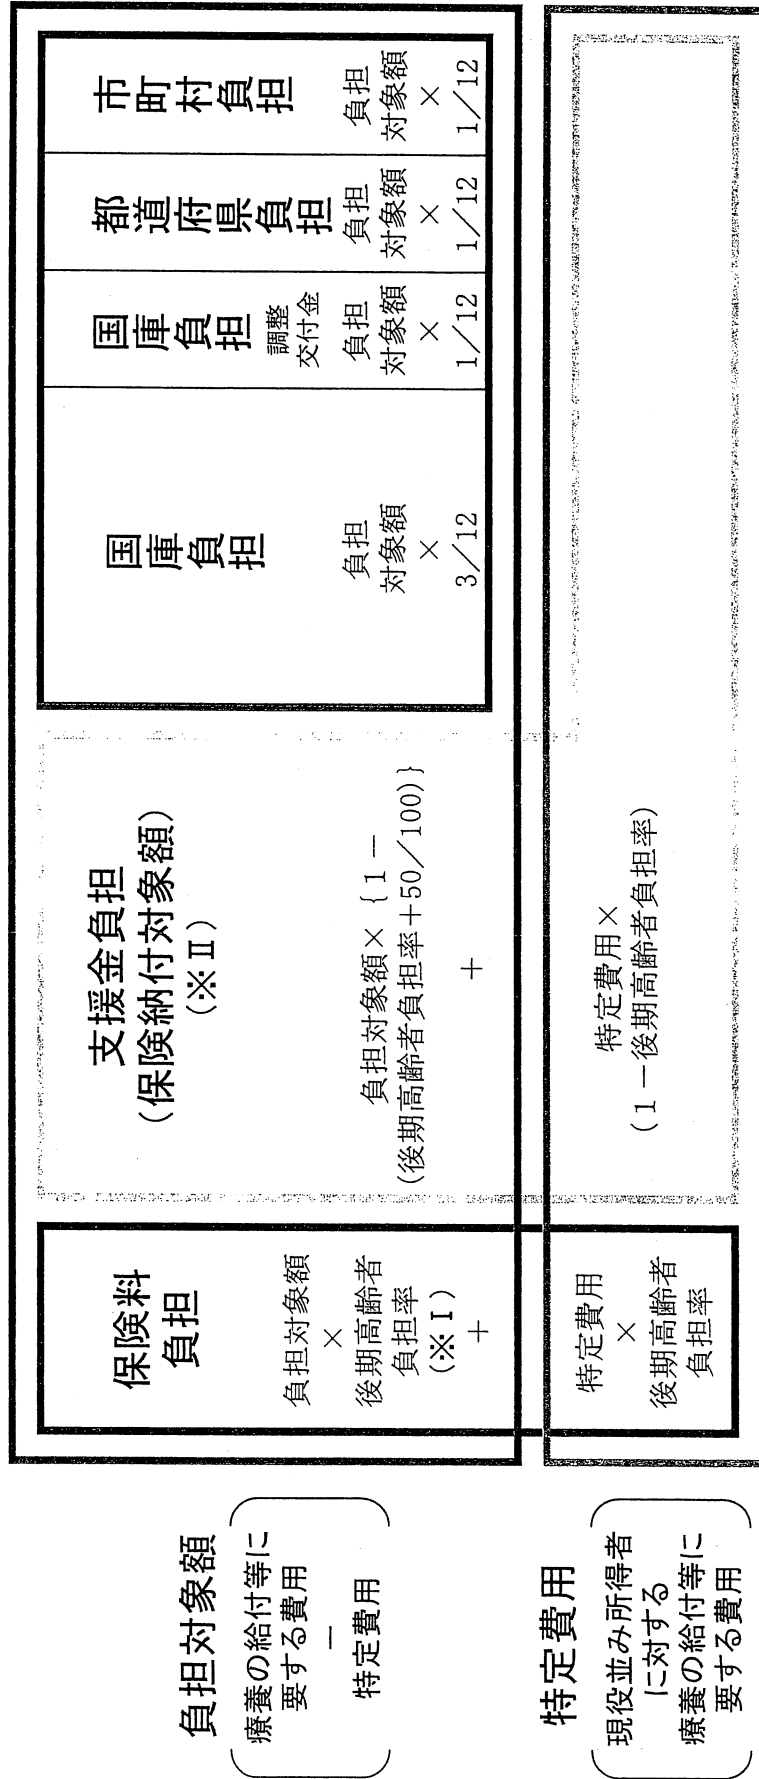 負担対象額
療養の給付等に
要する費用
－
特定費用
保険料
負担
負担対象額
×
後期高齢者
負担率
(※Ⅰ)
＋
支援金負担
(保険納付対象額)
(※Ⅱ)
負担対象額×{1－
(後期高齢者負担率+50／100)}
＋
国庫
負担
負担
対象額
×
3／12
国庫
負担
調整
交付金
負担
対象額
×
1／12
都道府県負担
負担
対象額
×
1／12
市町村負担
負担
対象額
×
1／12
特定費用
現役並み所得者
に対する
療養の給付等に
要する費用
特定費用
×
後期高齢者
負担率
特定費用×
(1－後期高齢者負担率)